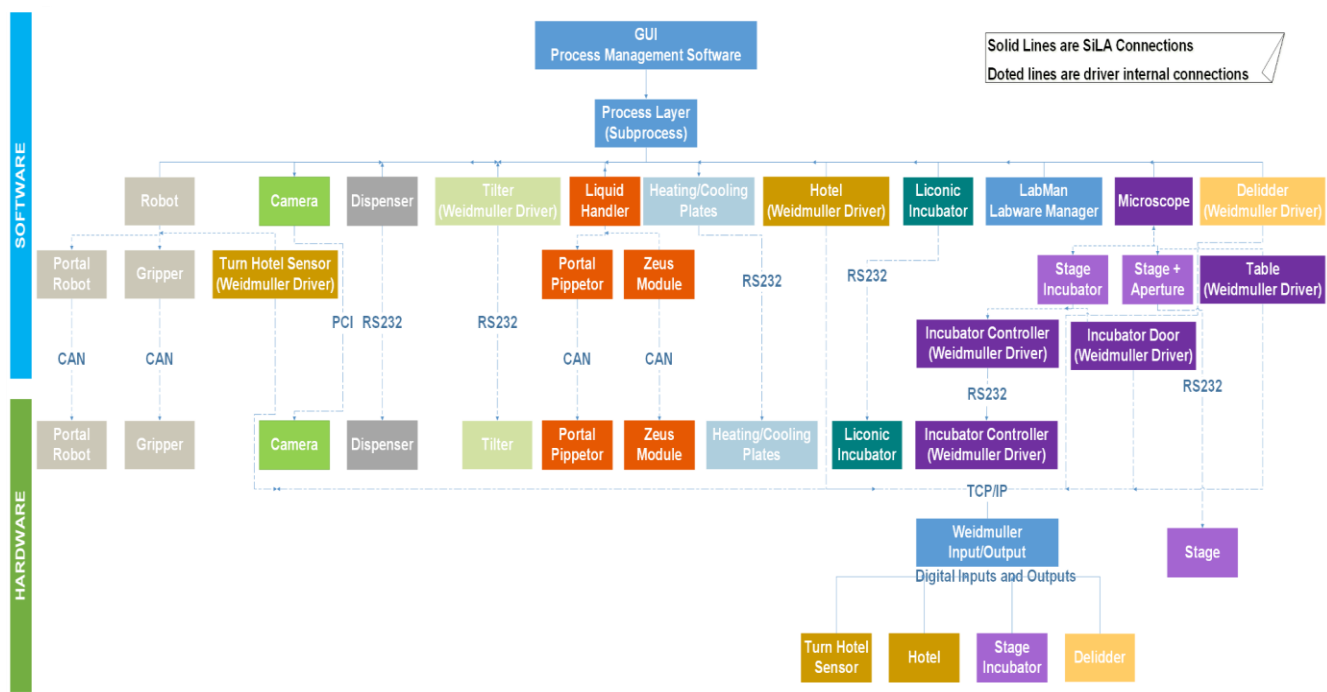 GUI
Process Management Software
Solid Lines are SiLA Connections
Doted lines are driver internal connections
Process Layer
(Subprocess)
SOFTWARE
Robot
Camera
Dispenser
Tilter
(Weidmuller Driver)
Liquid
Handler
Heating/Cooling
Plates
Hotel
(Weidmuller Driver)
Liconic
Incubator
LabMan
Labware Manager
Microscope
Delidder
(Weidmuller Driver)
Portal
Robot
Gripper
Turn Hotel Sensor
(Weidmuller Driver)
Portal
Pippetor
Zeus
Module
RS232
RS232
Stage
Incubator
Stage +
Aperture
Table
(Weidmuller Driver)
PCI
RS232
RS232
Incubator Controller
(Weidmuller Driver)
Incubator Door
(Weidmuller Driver)
CAN
CAN
CAN
CAN
RS232
RS232
HARDWARE
Portal
Robot
Gripper
Camera
Dispenser
Tilter
Portal
Pippetor
Zeus
Module
Heating/Cooling
Plates
Liconic
Incubator
Incubator Controller
(Weidmuller Driver)
TCP/IP
Weidmuller
Input/Output
Stage
Digital Inputs and Outputs
Turn Hotel
Sensor
Hotel
Stage
Incubator
Delidder